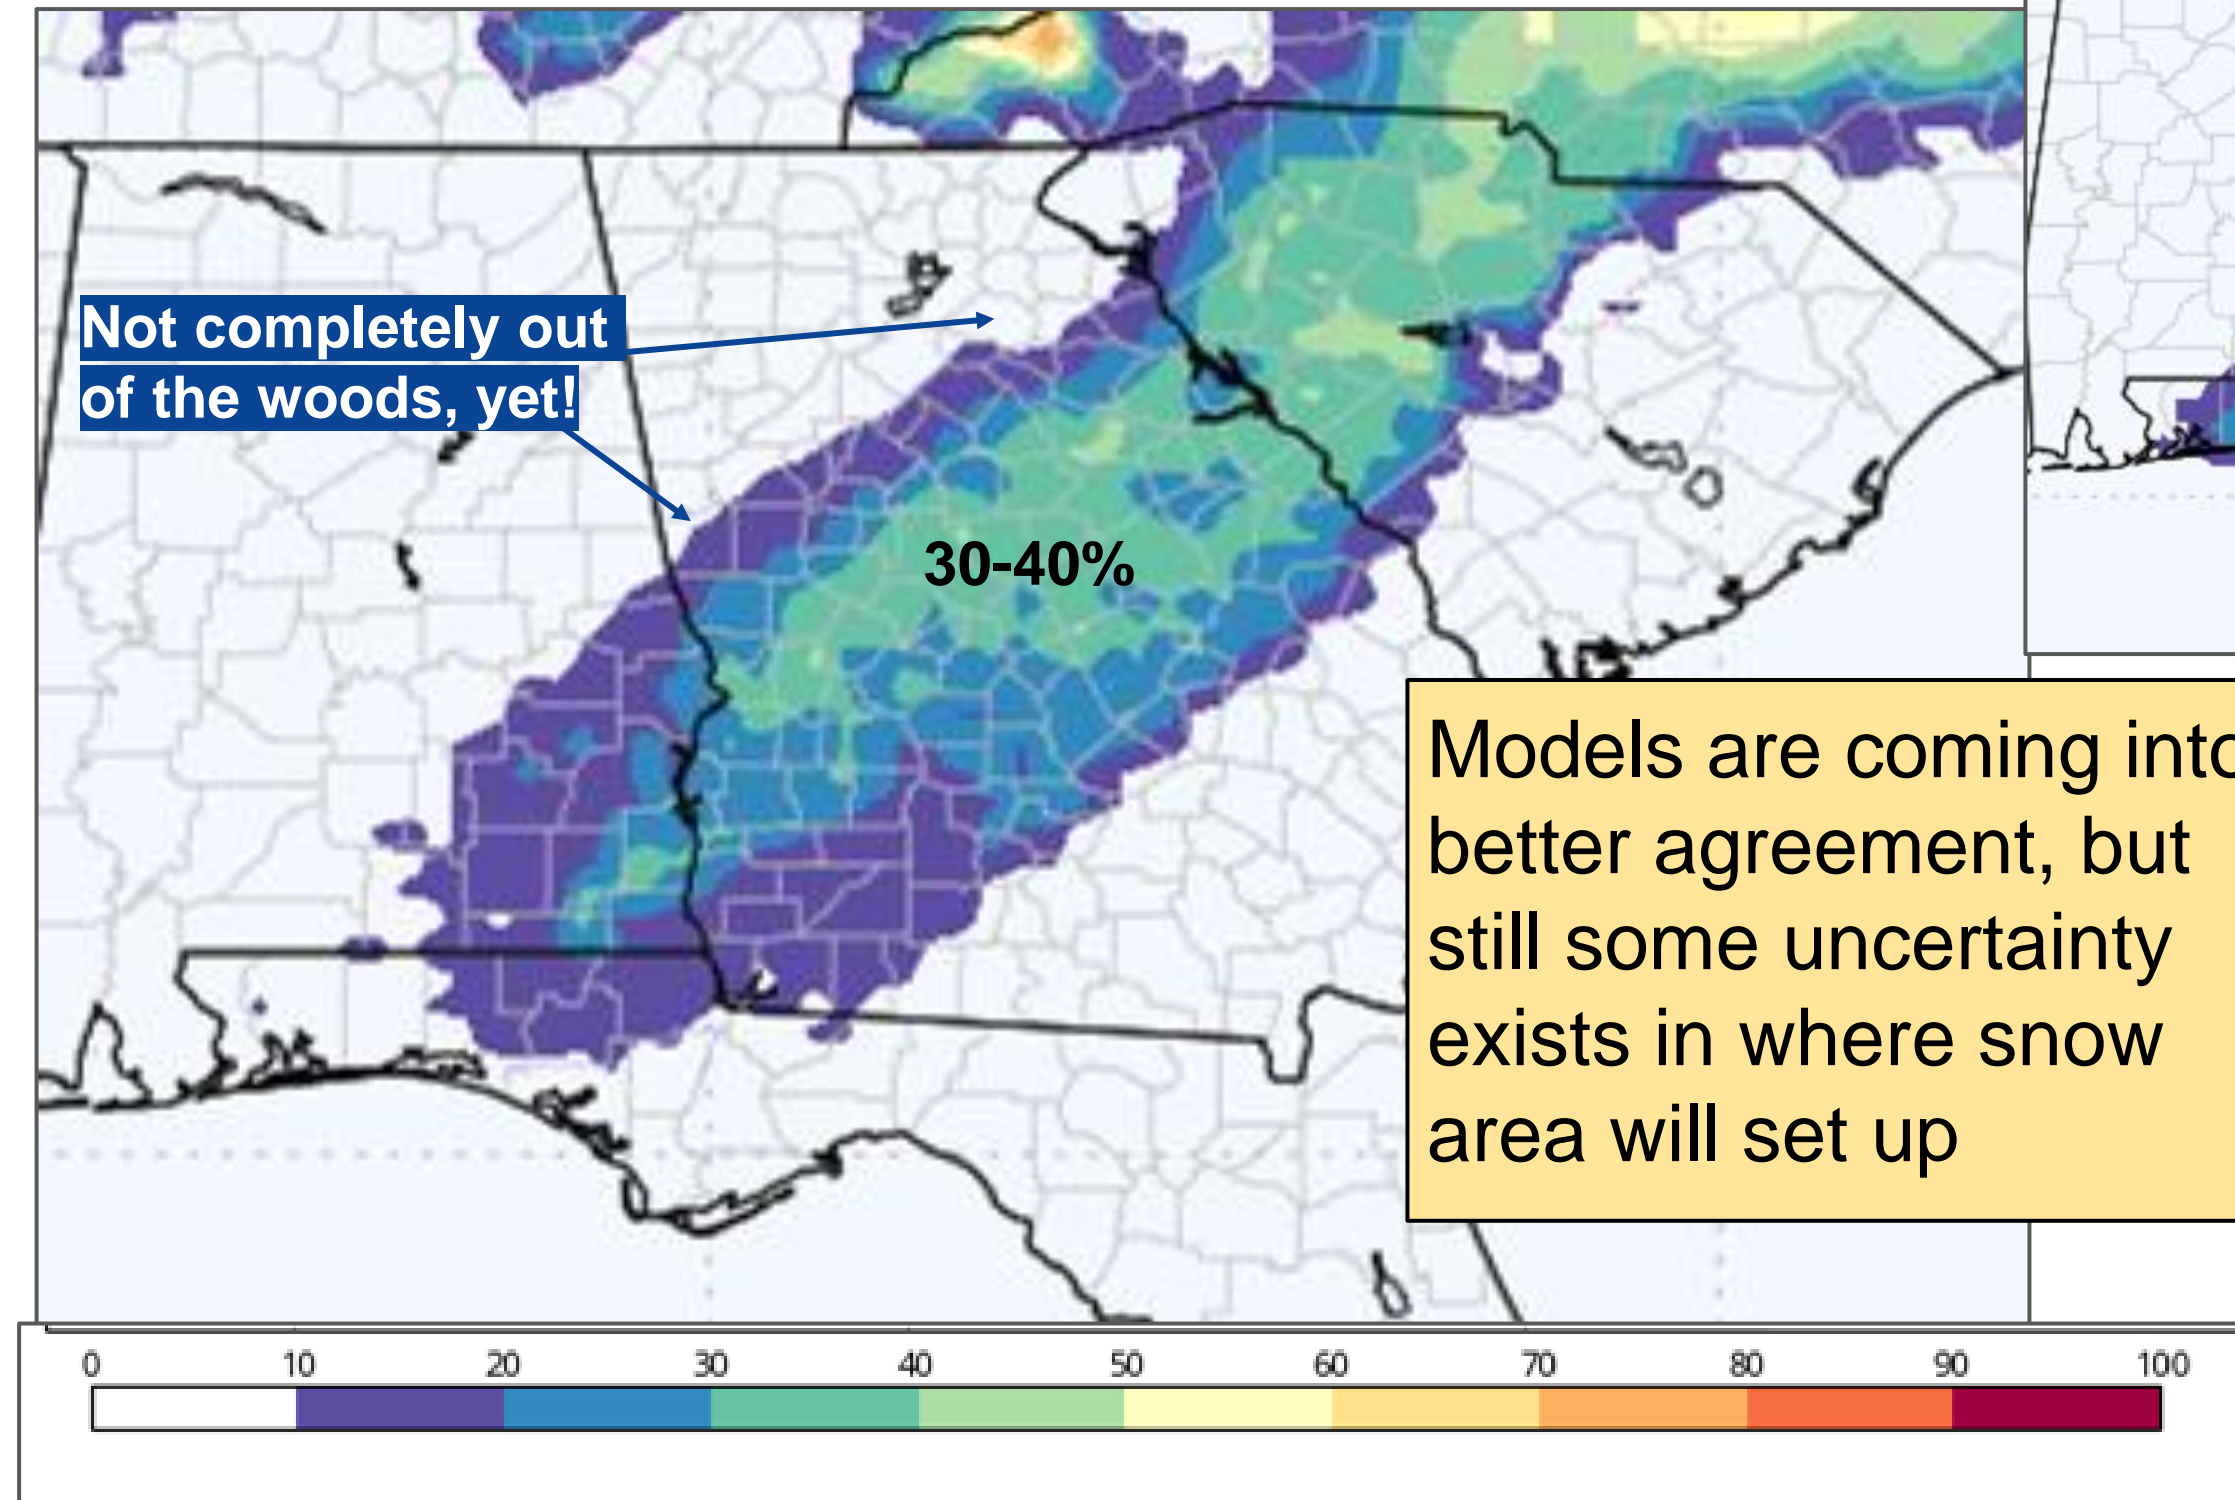 Not completely out
of the woods, yet!
30-40%
Models are coming into
better agreement, but
still some uncertainty
exists in where snow
area will set up
0 10 20 30 40 50 60 70 80 90 100